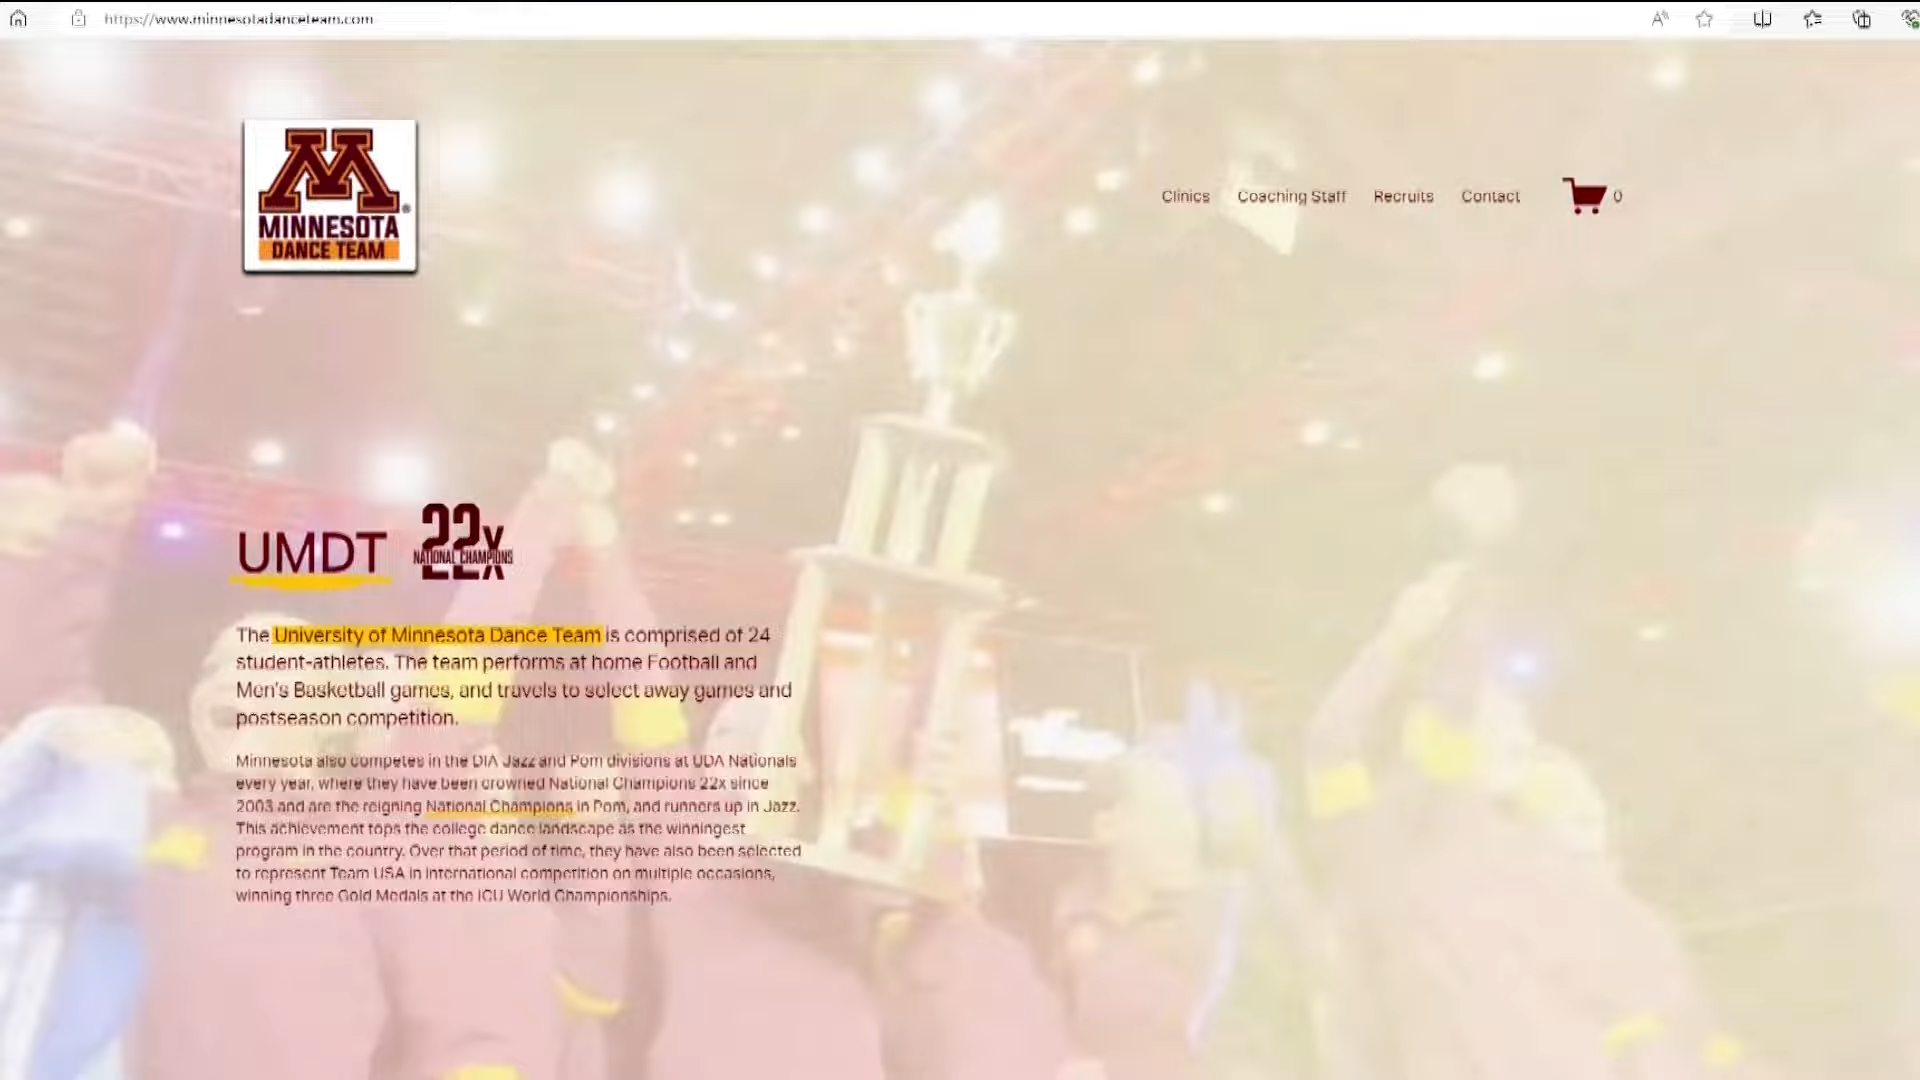 https://www.minnesotadanceteam.com
M
MINNESOTA
DANCE TEAM
Clinics Coaching Staff Recruits Contact 0
UMDT 22x
NATIONAL CHAMPIONS
The University of Minnesota Dance Team is comprised of 24
student-athletes. The team performs at home Football and
Men's Basketball games, and travels to select away games and
postseason competition.
Minnesota also competes in the DIA Jazz and Pom divisions at UDA Nationals
every year, where they have been crowned National Champions 22x since
2003 and are the reigning National Champions in Pom, and runners up in Jazz.
This achievement tops the college dance landscape as the winningest
program in the country. Over that period of time, they have also been selected
to represent Team USA in international competition on multiple occasions,
winning three Gold Medals at the ICU World Championships.